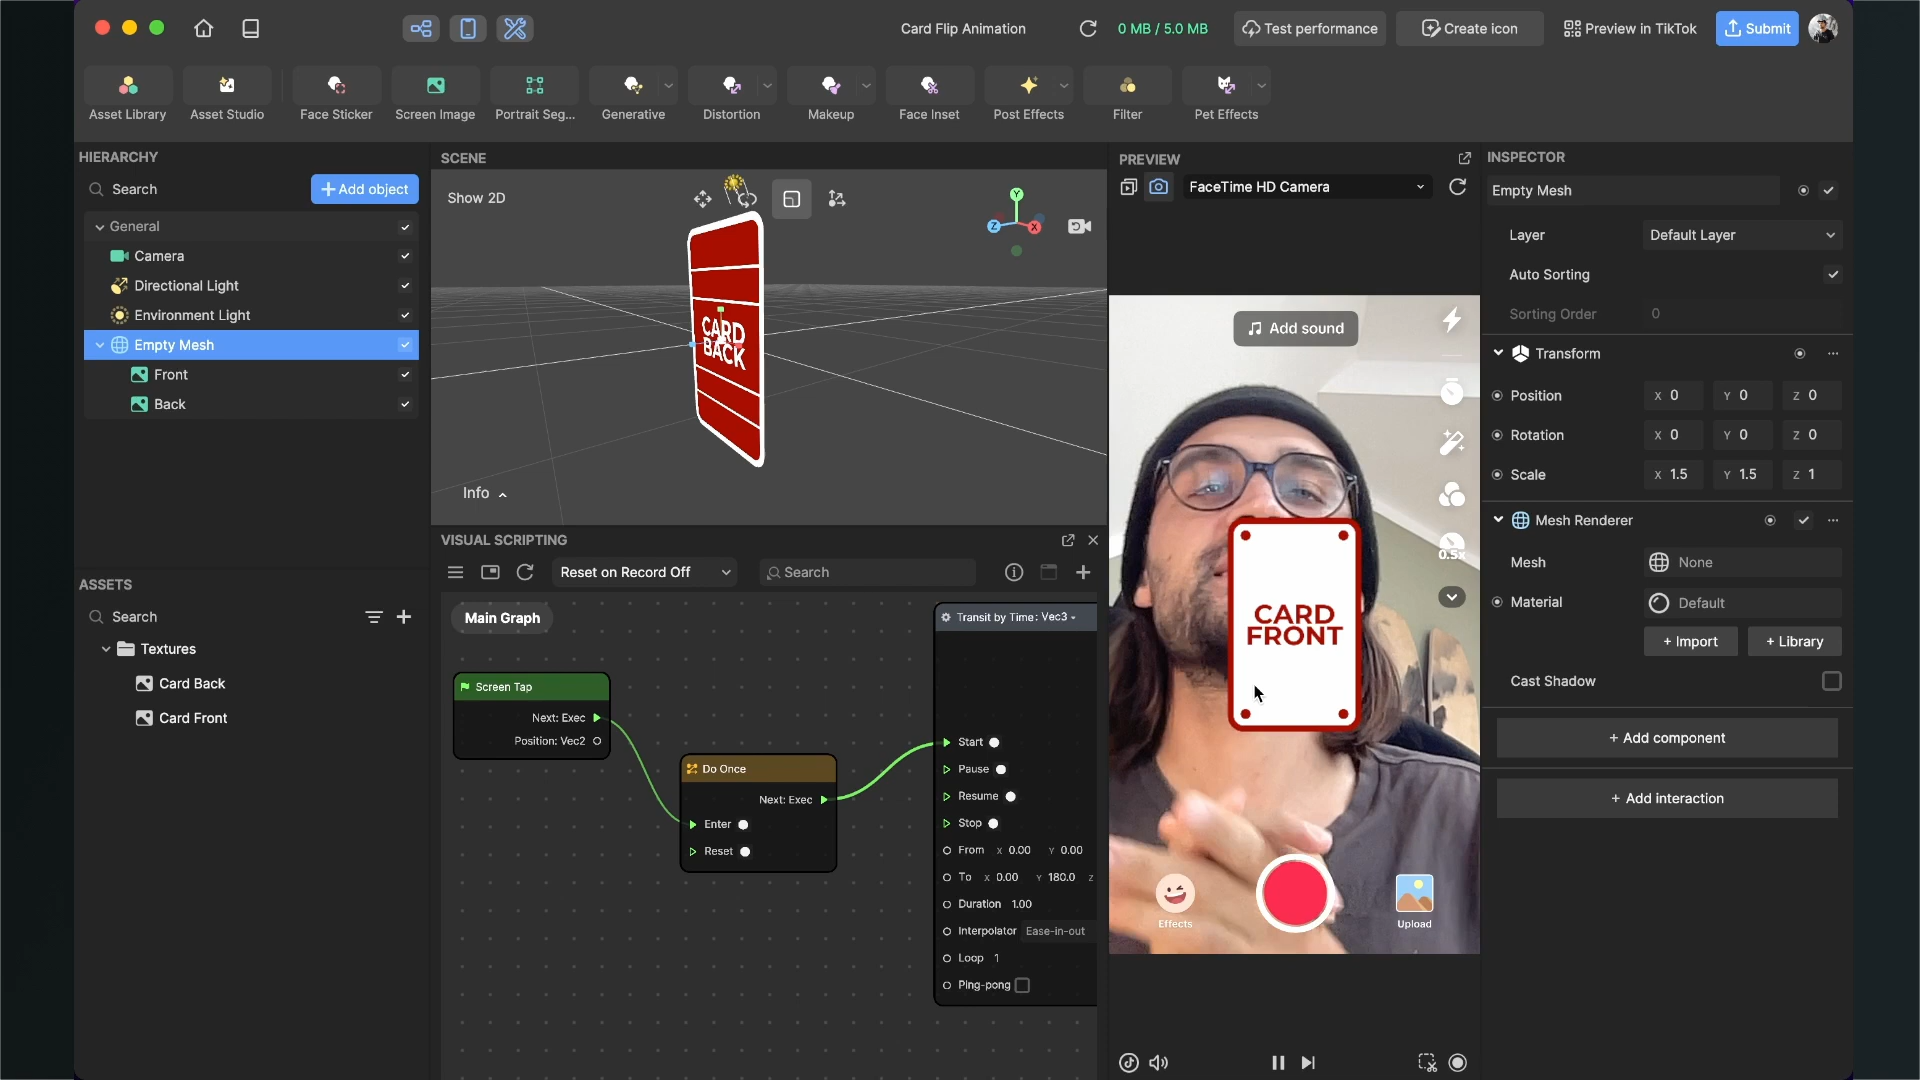 Card Flip Animation
0 MB / 5.0 MB
Test performance
Create icon
Preview in TikTok
Submit
Asset Library
Asset Studio
Face Sticker
Screen Image
Portrait Seg...
Generative
Distortion
Makeup
Face Inset
Post Effects
Filter
Pet Effects
HIERARCHY
Search
+ Add object
General
Camera
Directional Light
Environment Light
Empty Mesh
Front
Back
ASSETS
Search
Textures
Card Back
Card Front
SCENE
Show 2D
Y
Z
X
CARD
BACK
Info
VISUAL SCRIPTING
Reset on Record Off
Search
Main Graph
Screen Tap
Next: Exec
Position: Vec2
Do Once
Next: Exec
Enter
Reset
Transit by Time: Vec3
Start
Pause
Resume
Stop
From X 0.00 Y 0.00
To X 0.00 Y 180.0 Z
Duration 1.00
Interpolator Ease-in-out
Loop 1
Ping-pong
PREVIEW
FaceTime HD Camera
Add sound
0.5x
CARD
FRONT
Effects
Upload
INSPECTOR
Empty Mesh
Layer Default Layer
Auto Sorting
Sorting Order 0
Transform
Position X 0 Y 0 Z 0
Rotation X 0 Y 0 Z 0
Scale X 1.5 Y 1.5 Z 1
Mesh Renderer
Mesh None
Material Default
+ Import
+ Library
Cast Shadow
+ Add component
+ Add interaction